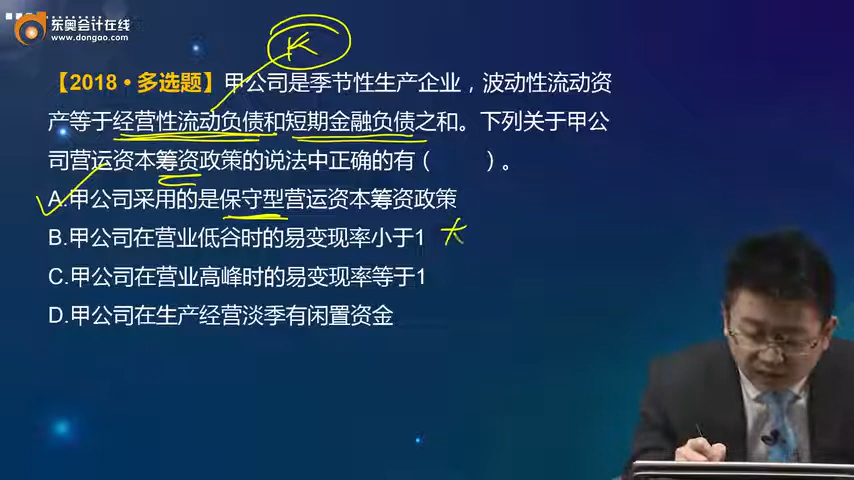 东奥会计在线
www.dongao.com
K
【2018 • 多选题】甲公司是季节性生产企业，波动性流动资
产等于经营性流动负债和短期金融负债之和。下列关于甲公
司营运资本筹资政策的说法中正确的有（　　）。
A.甲公司采用的是保守型营运资本筹资政策
B.甲公司在营业低谷时的易变现率小于1 大
C.甲公司在营业高峰时的易变现率等于1
D.甲公司在生产经营淡季有闲置资金